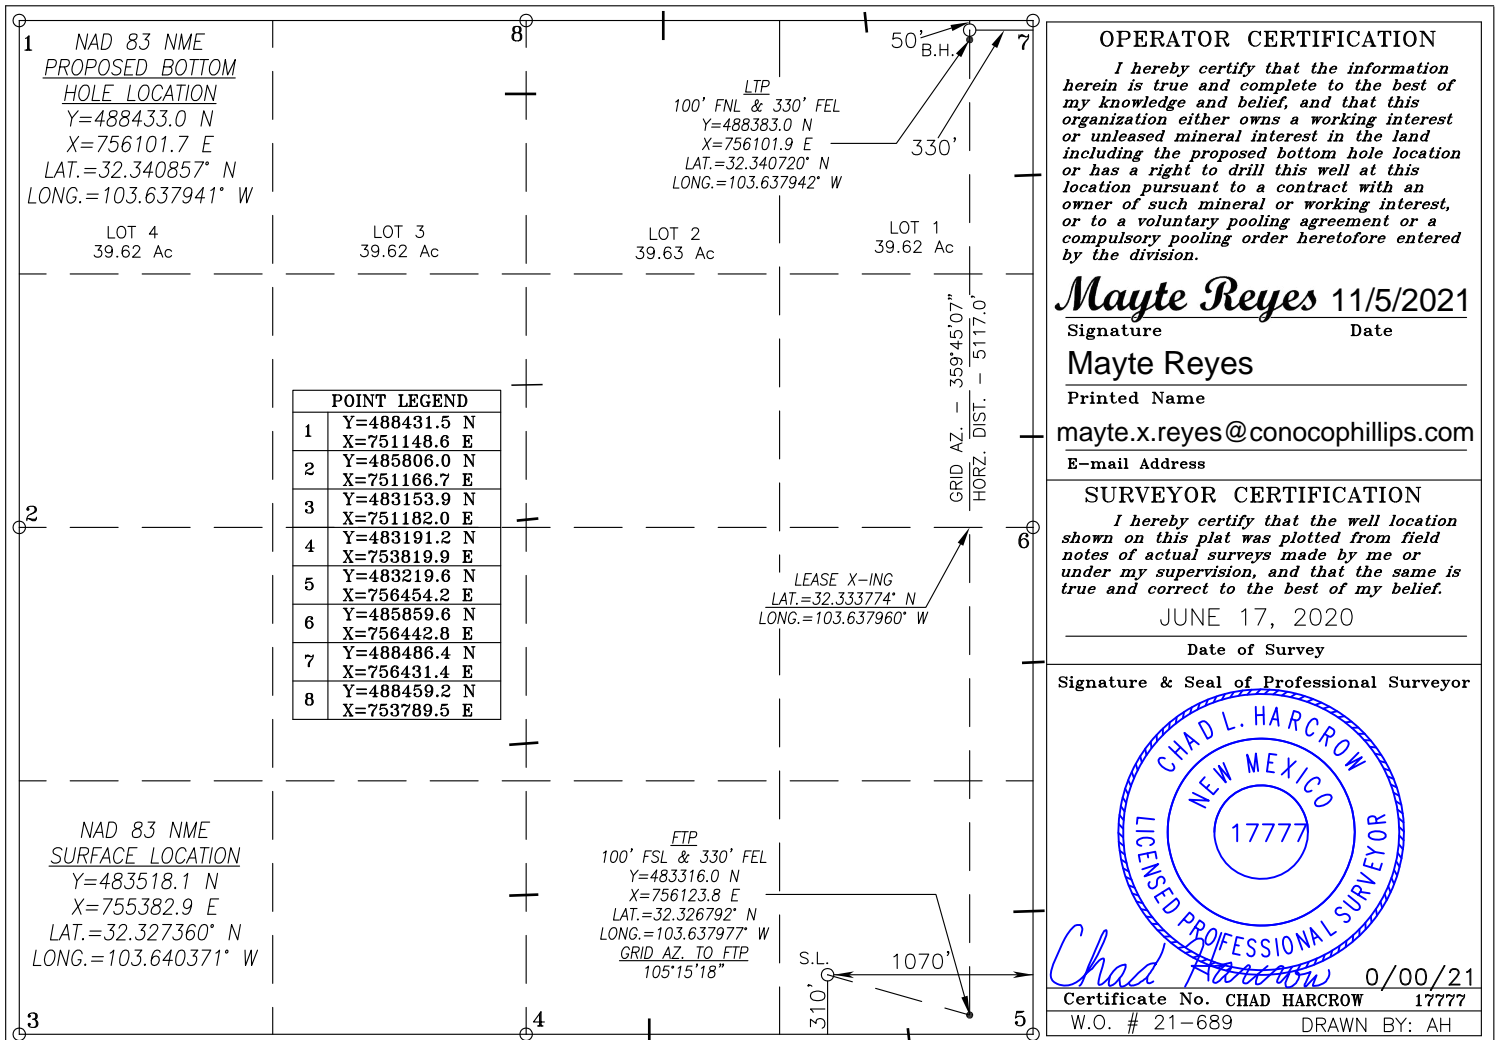 1
8
7
NAD 83 NME
PROPOSED BOTTOM
HOLE LOCATION
Y=488433.0 N
X=756101.7 E
LAT.=32.340857° N
LONG.=103.637941° W
50'
B.H.
LTP
100' FNL & 330' FEL
Y=488383.0 N
X=756101.9 E
LAT.=32.340720° N
LONG.=103.637942° W
330'
LOT 4
39.62 Ac
LOT 3
39.62 Ac
LOT 2
39.63 Ac
LOT 1
39.62 Ac
GRID AZ. - 359°45'07"
HORZ. DIST. - 5117.0'
POINT LEGEND
1 Y=488431.5 N
X=751148.6 E
2 Y=485806.0 N
X=751166.7 E
3 Y=483153.9 N
X=751182.0 E
4 Y=483191.2 N
X=753819.9 E
5 Y=483219.6 N
X=756454.2 E
6 Y=485859.6 N
X=756442.8 E
7 Y=488486.4 N
X=756431.4 E
8 Y=488459.2 N
X=753789.5 E
2
6
LEASE X-ING
LAT.=32.333774° N
LONG.=103.637960° W
NAD 83 NME
SURFACE LOCATION
Y=483518.1 N
X=755382.9 E
LAT.=32.327360° N
LONG.=103.640371° W
FTP
100' FSL & 330' FEL
Y=483316.0 N
X=756123.8 E
LAT.=32.326792° N
LONG.=103.637977° W
GRID AZ. TO FTP
105°15'18"
S.L.
1070'
310'
3
4
5
OPERATOR CERTIFICATION
I hereby certify that the information
herein is true and complete to the best of
my knowledge and belief, and that this
organization either owns a working interest
or unleased mineral interest in the land
including the proposed bottom hole location
or has a right to drill this well at this
location pursuant to a contract with an
owner of such mineral or working interest,
or to a voluntary pooling agreement or a
compulsory pooling order heretofore entered
by the division.
Mayte Reyes 11/5/2021
Signature Date
Mayte Reyes
Printed Name
mayte.x.reyes@conocophillips.com
E-mail Address
SURVEYOR CERTIFICATION
I hereby certify that the well location
shown on this plat was plotted from field
notes of actual surveys made by me or
under my supervision, and that the same is
true and correct to the best of my belief.
JUNE 17, 2020
Date of Survey
Signature & Seal of Professional Surveyor
CHAD L. HARCROW
NEW MEXICO
17777
LICENSED PROFESSIONAL SURVEYOR
Chad Harcrow 0/00/21
Certificate No. CHAD HARCROW 17777
W.O. # 21-689 DRAWN BY: AH